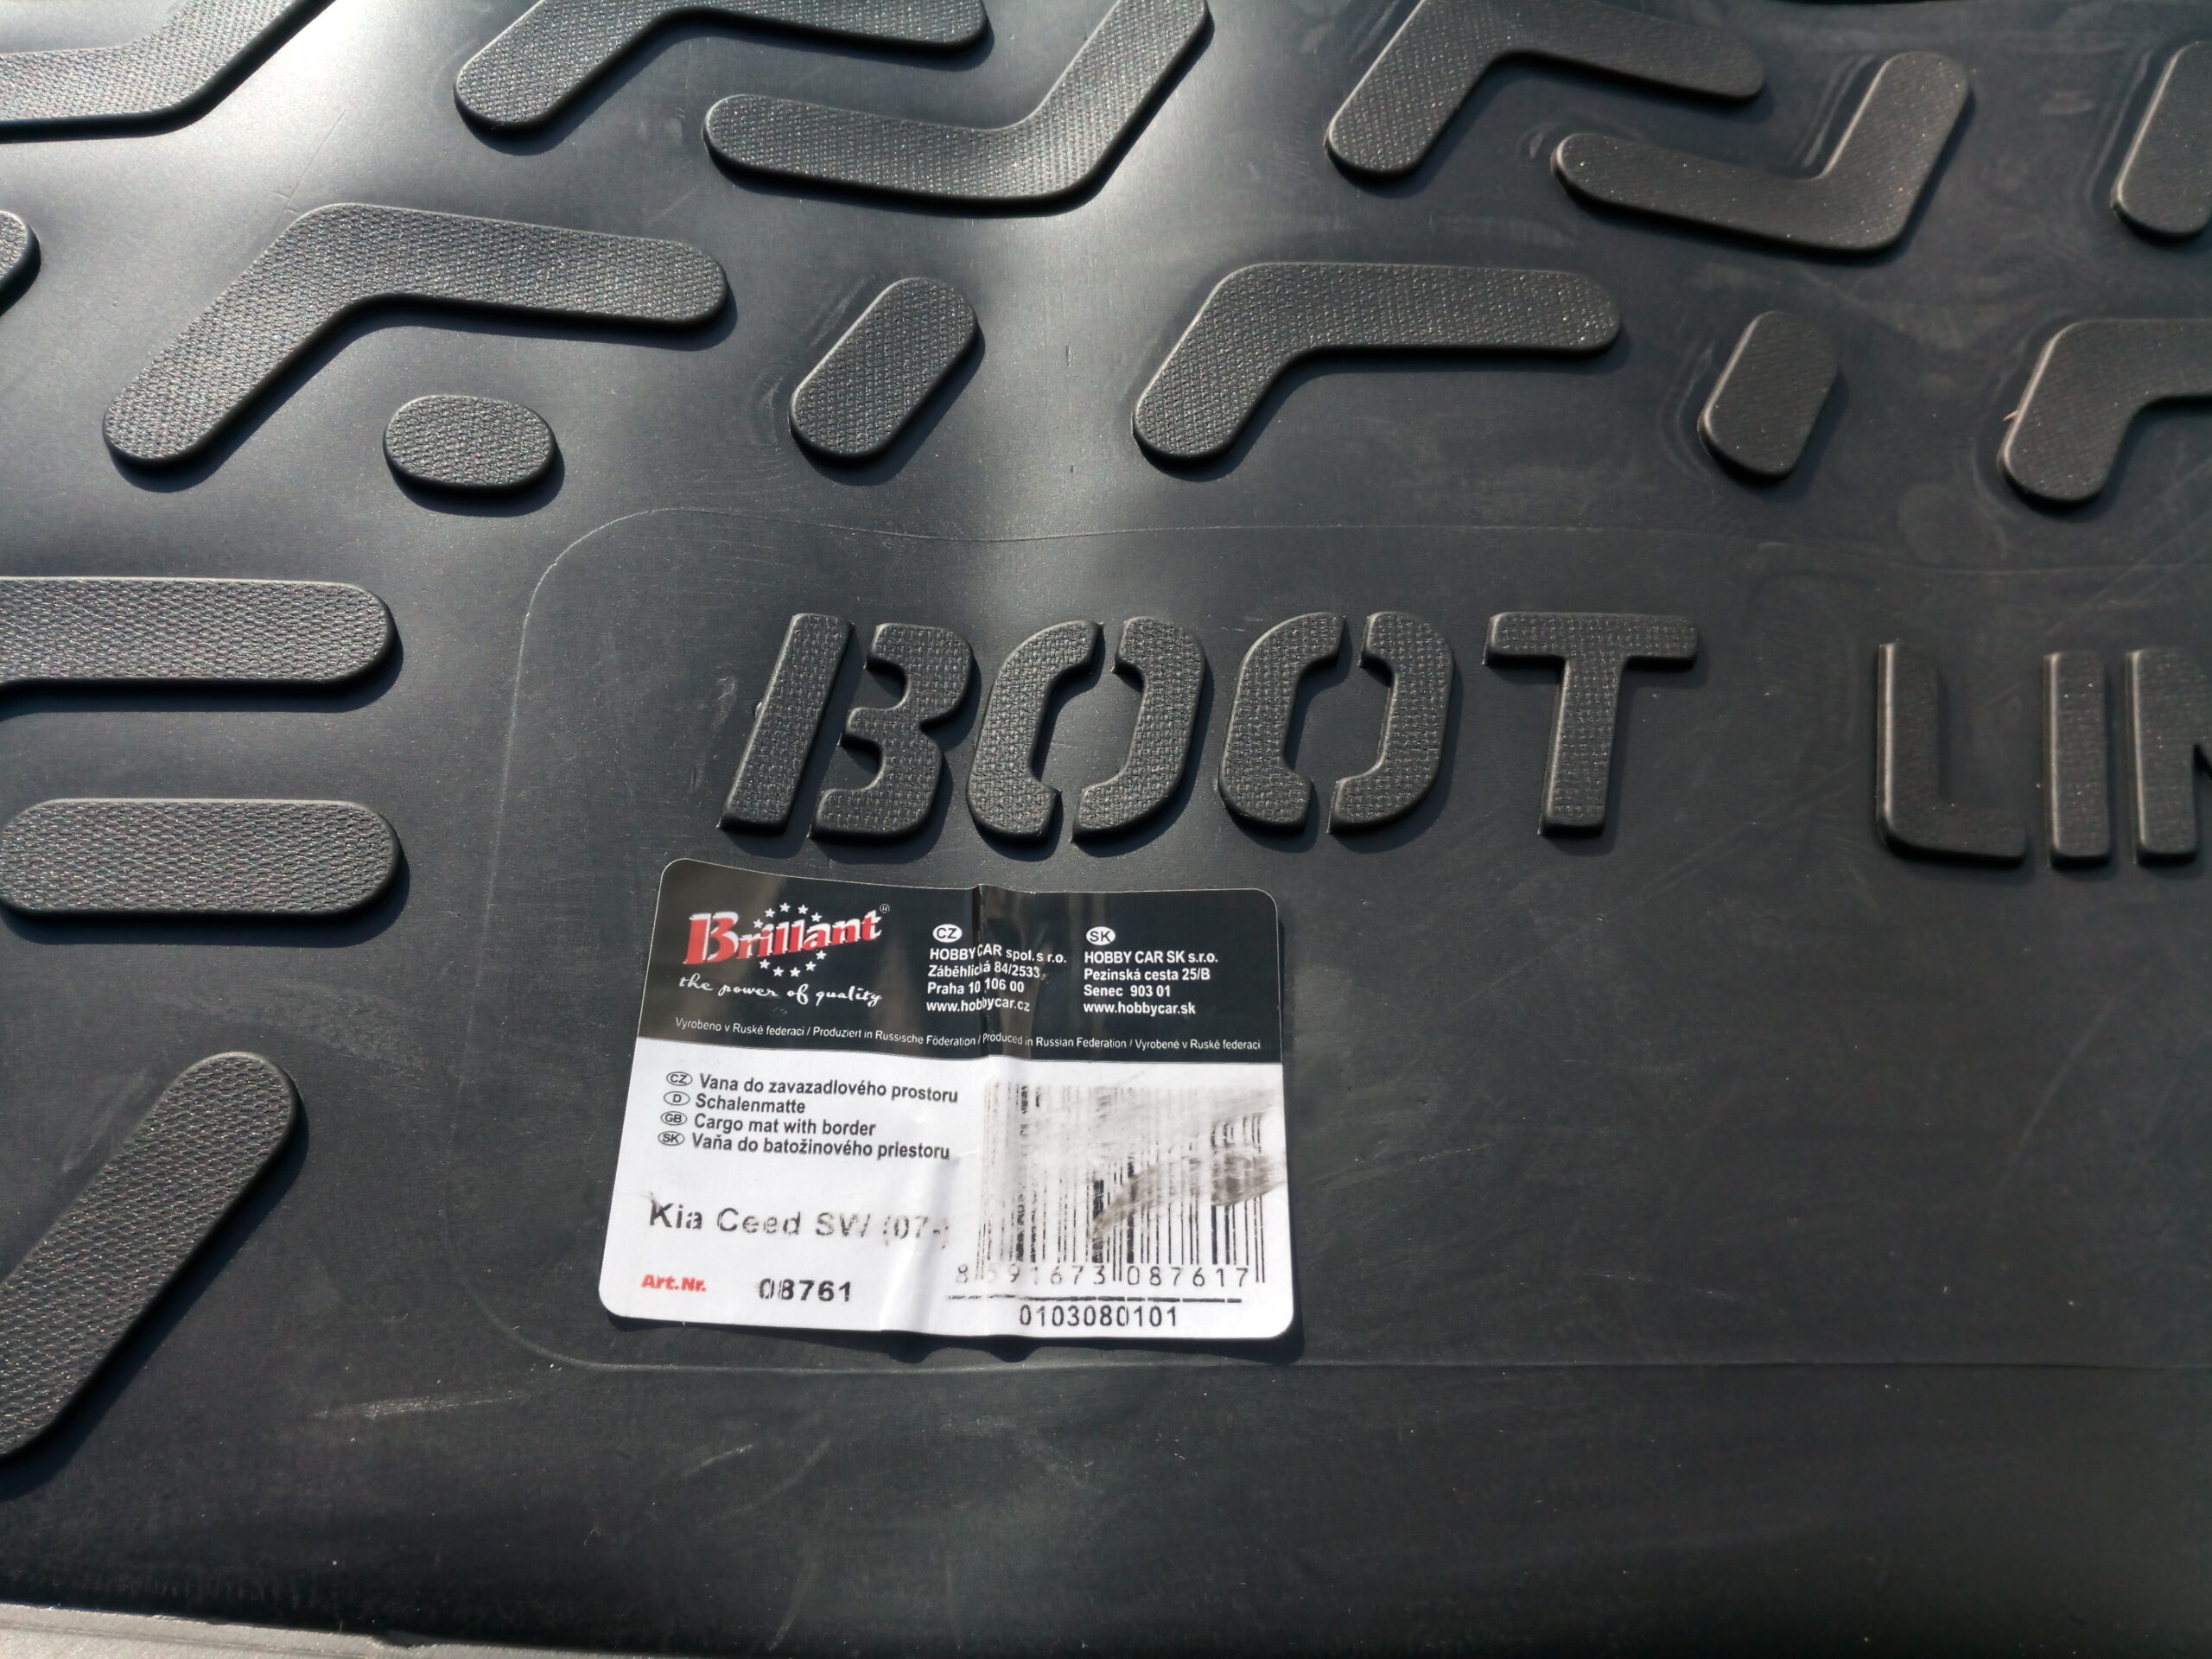 BOOT LIN
Brillant
the power of quality
CZ
HOBBY CAR spol.s r.o.
Záběhlická 84/2533
Praha 10 106 00
www.hobbycar.cz
SK
HOBBY CAR SK s.r.o.
Pezinská cesta 25/B
Senec 903 01
www.hobbycar.sk
Vyrobeno v Ruské federaci / Produziert in Russische Föderation / Produced in Russian Federation / Vyrobené v Ruské federaci
CZ Vana do zavazadlového prostoru
D Schalenmatte
GB Cargo mat with border
SK Vaňa do batožinového priestoru
Kia Ceed SW (07-)
Art.Nr. 08761
8 591673 087617
0103080101